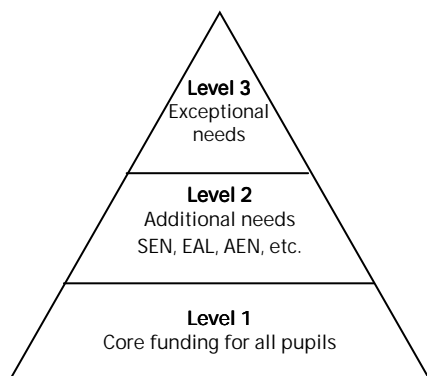 Level 3
Exceptional
needs
Level 2
Additional needs
SEN, EAL, AEN, etc.
Level 1
Core funding for all pupils